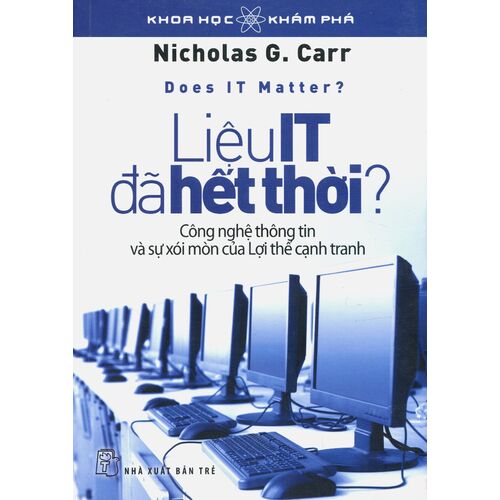 KHOA HỌC KHÁM PHÁ
Nicholas G. Carr
Does IT Matter?
Liệu IT
đã hết thời?
Công nghệ thông tin
và sự xói mòn của Lợi thế cạnh tranh
NHÀ XUẤT BẢN TRẺ